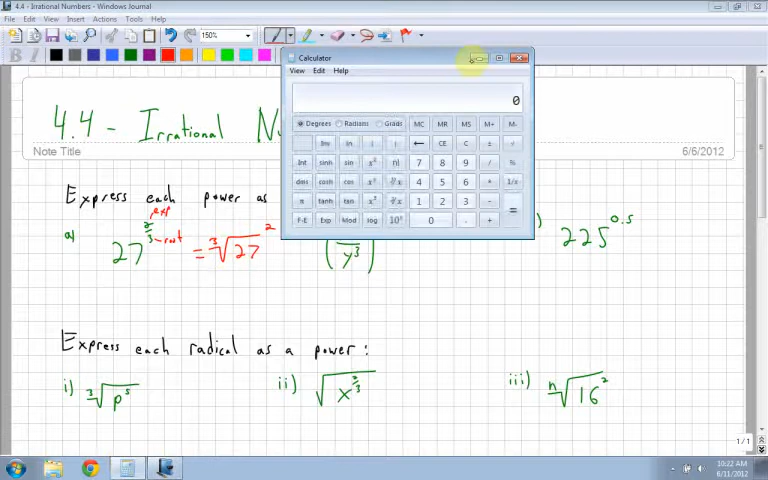 4.4 - Irrational Numbers - Windows Journal
File Edit View Insert Actions Tools Help
150%
B I
Calculator
View Edit Help
0
Degrees Radians Grads MC MR MS M+ M-
Inv ln ( ) ← CE C ±
Int sinh sin x² n! 7 8 9 / %
dms cosh cos 4 5 6 * 1/x
π tanh tan 1 2 3 - =
F-E Exp Mod log 10ˣ 0 . +
4.4 - Irrational Nu
Note Title
6/6/2012
Express each power as
exp
a) 27^(2/3) -root = ∛27² (/y³) ) 225^0.5
Express each radical as a power:
i) ∛p⁵ ii) √x^(2/3) iii) ⁿ√16²
1/1
10:22 AM
6/11/2012